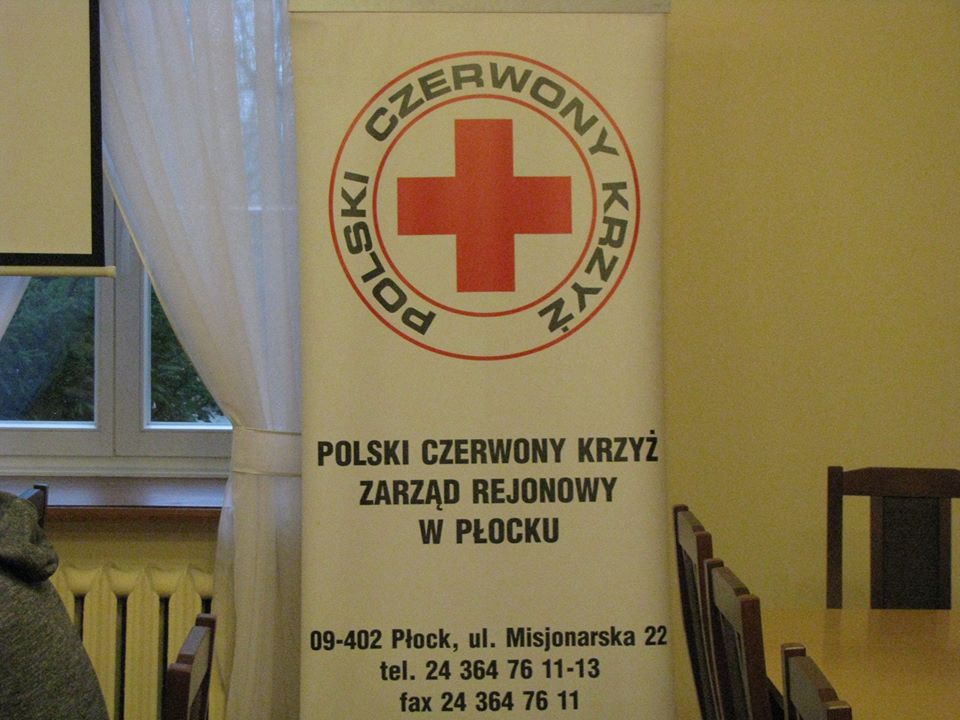 POLSKI CZERWONY KRZYŻ
POLSKI CZERWONY KRZYŻ
ZARZĄD REJONOWY
W PŁOCKU
09-402 Płock, ul. Misjonarska 22
tel. 24 364 76 11-13
fax 24 364 76 11